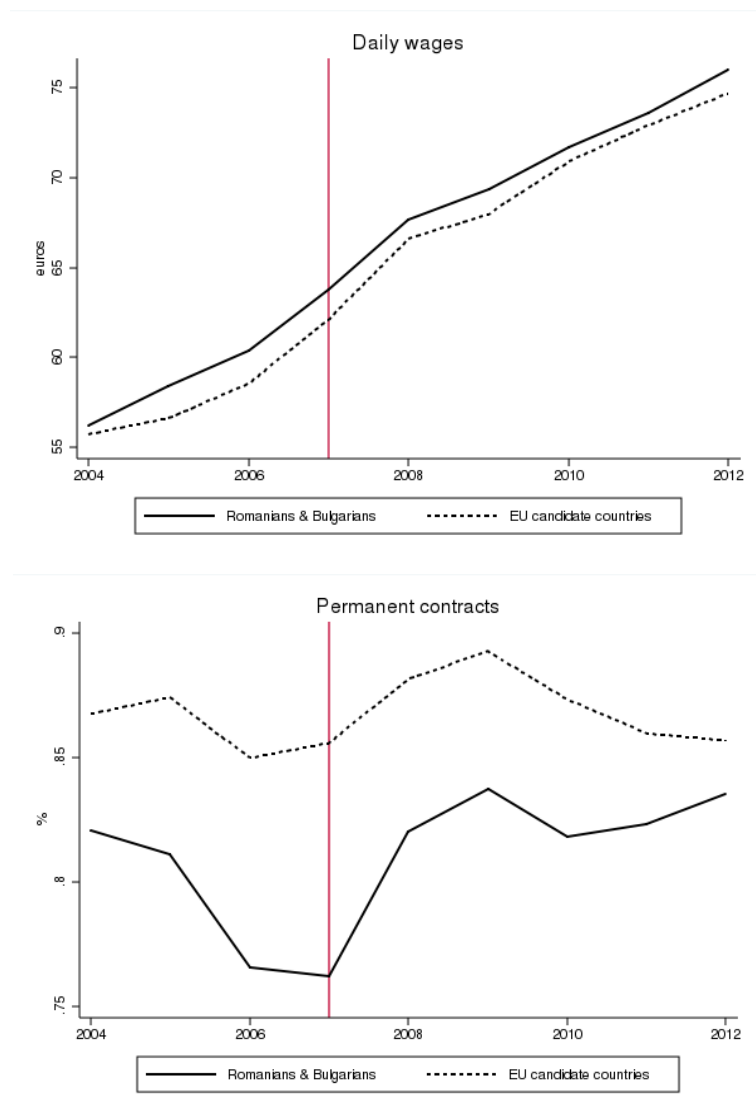 Daily wages
75
70
65
60
55
euros
2004 2006 2008 2010 2012
Romanians & Bulgarians EU candidate countries
Permanent contracts
.9
.85
.8
.75
%
2004 2006 2008 2010 2012
Romanians & Bulgarians EU candidate countries